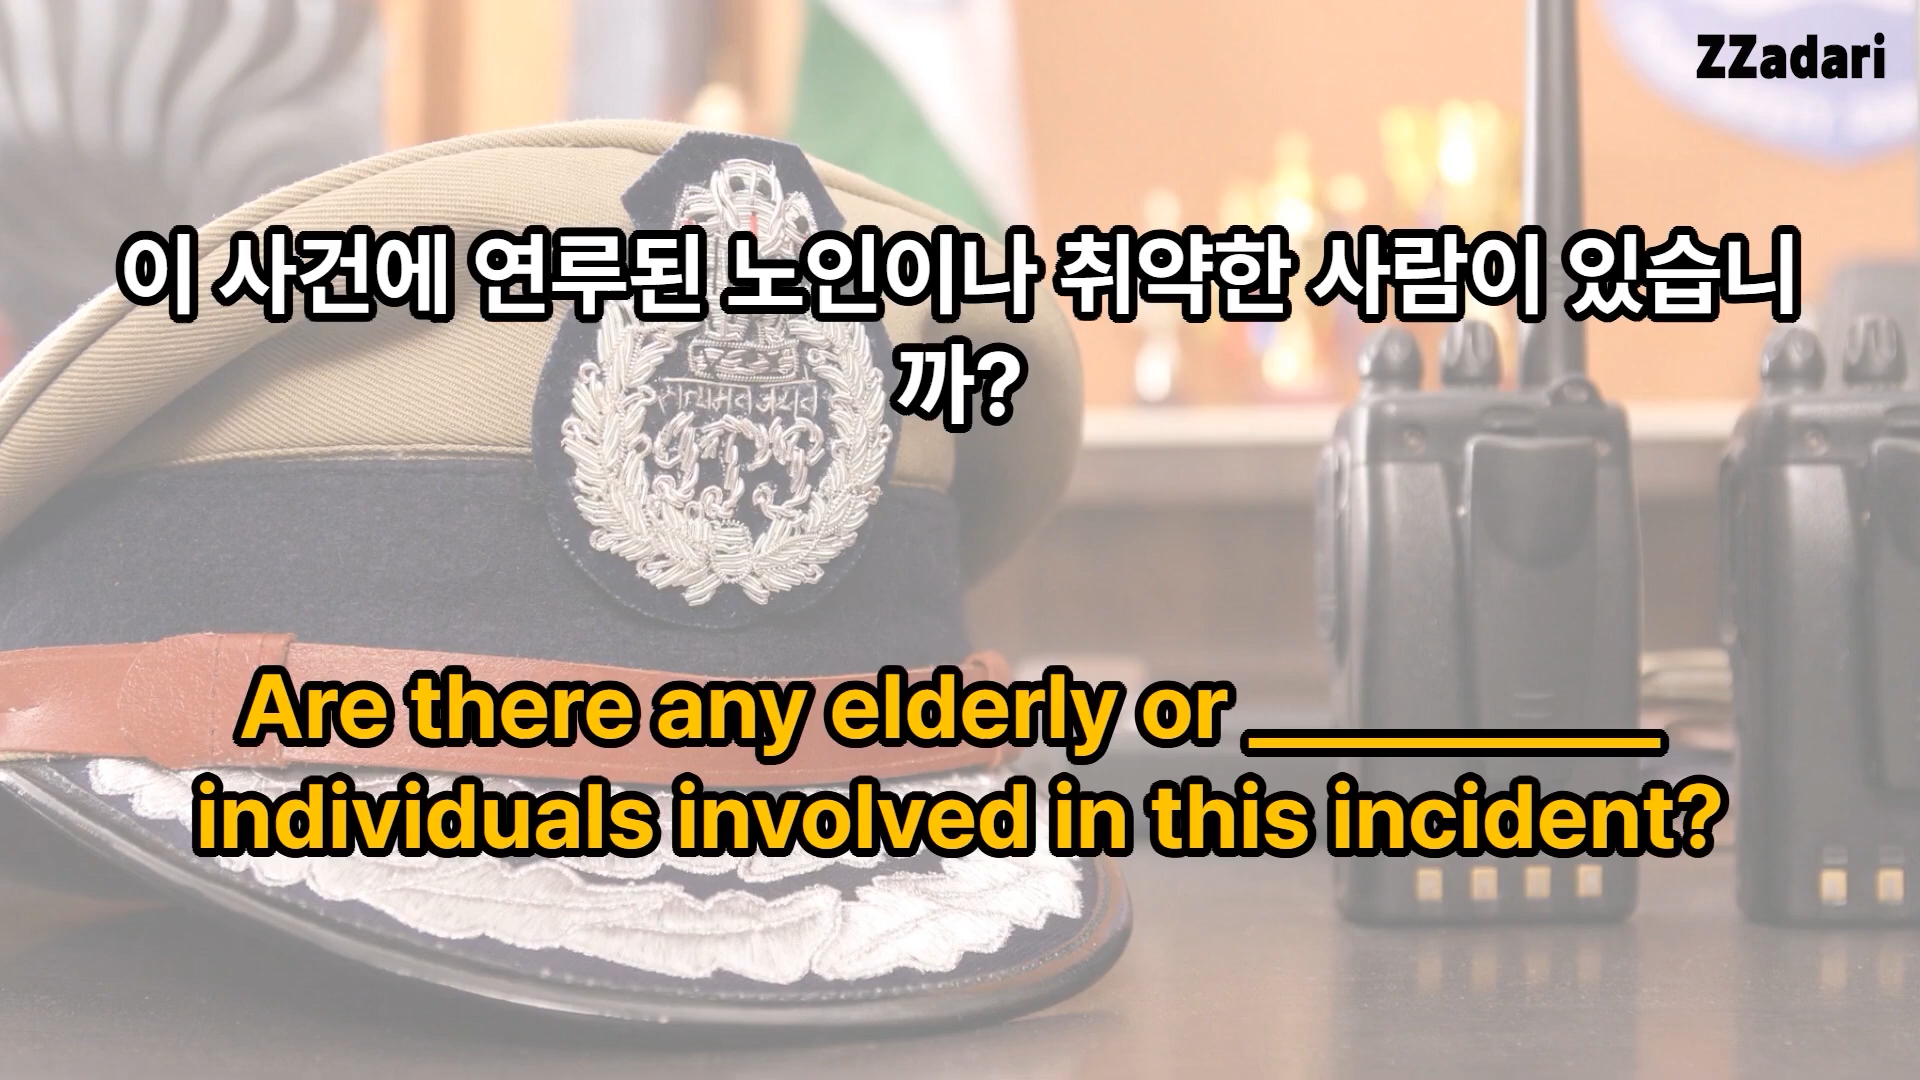 ZZadari
이 사건에 연루된 노인이나 취약한 사람이 있습니
까?
Are there any elderly or __________
individuals involved in this incident?